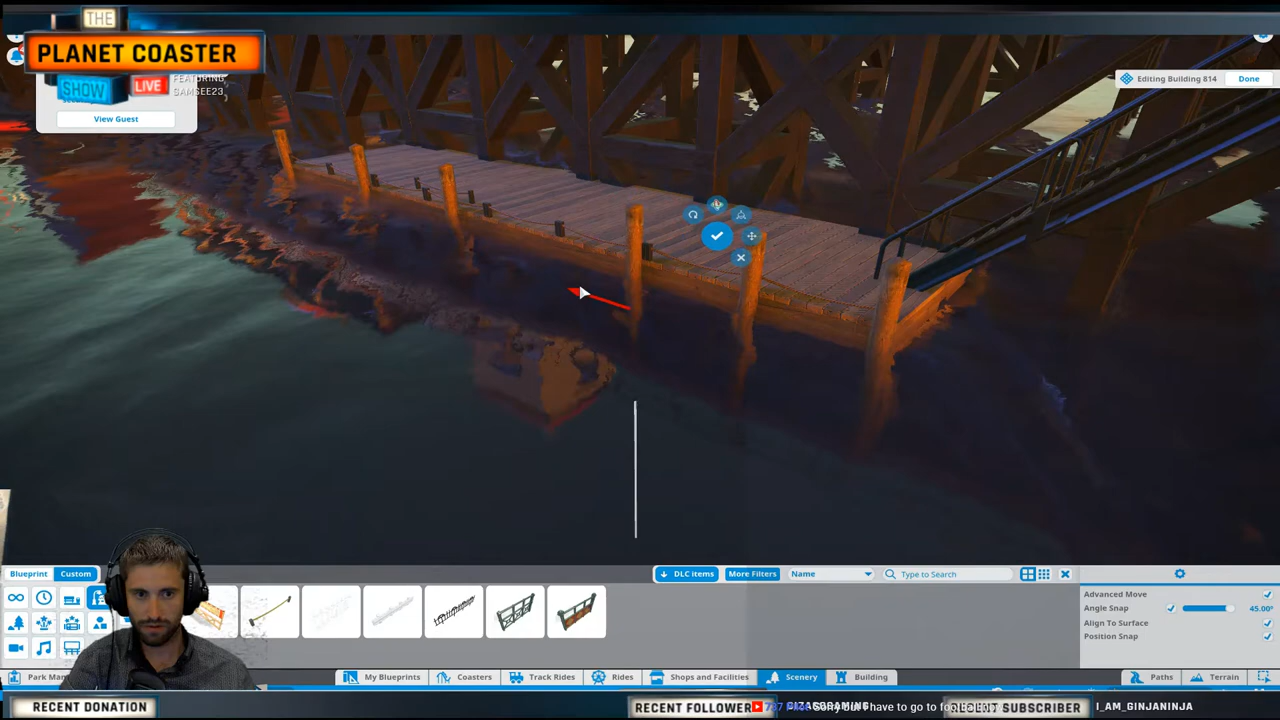 THE
PLANET COASTER
SHOW
LIVE
FEATURING
GAMSEE23
View Guest
Editing Building 814
Done
Blueprint
Custom
DLC items
More Filters
Name
Type to Search
Advanced Move
Angle Snap
45.00°
Align To Surface
Position Snap
My Blueprints
Coasters
Track Rides
Rides
Shops and Facilities
Scenery
Building
Paths
Terrain
RECENT DONATION
RECENT FOLLOWER
RECENT SUBSCRIBER
I_AM_GINJANINJA